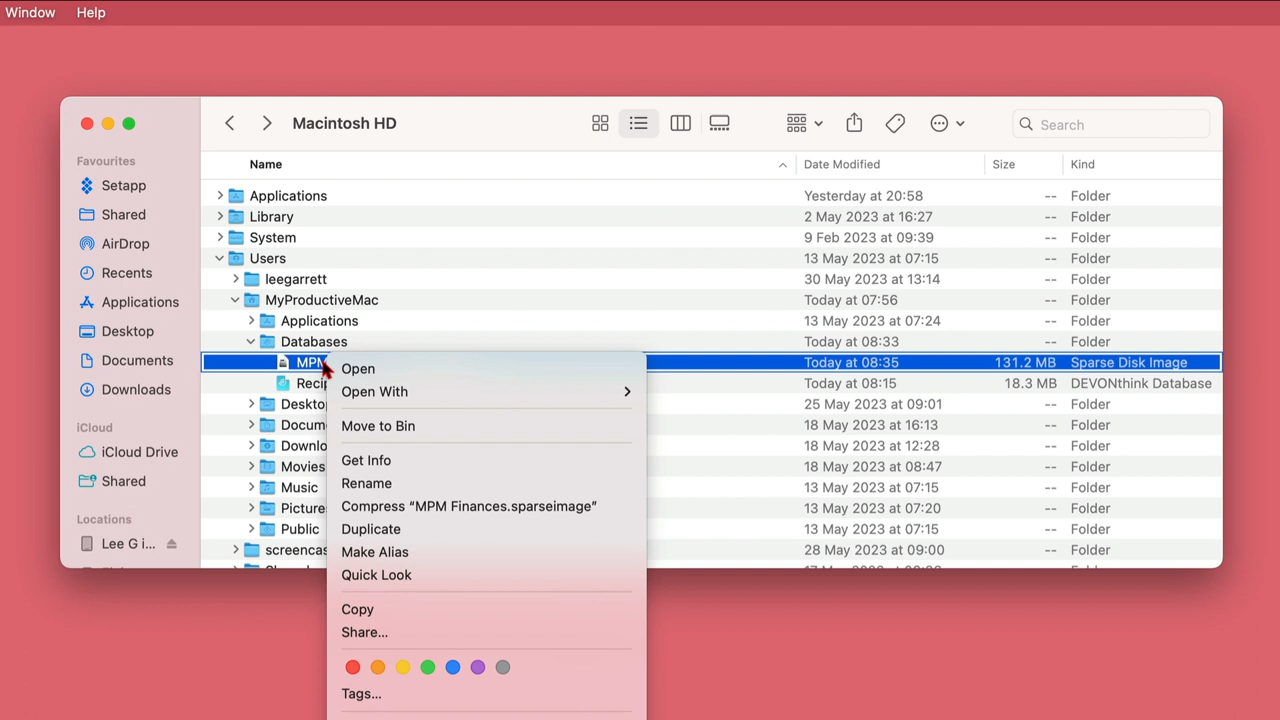 Window Help
Macintosh HD
Search
Favourites
Setapp
Shared
AirDrop
Recents
Applications
Desktop
Documents
Downloads
iCloud
iCloud Drive
Shared
Locations
Lee G i...
Name Date Modified Size Kind
Applications Yesterday at 20:58 -- Folder
Library 2 May 2023 at 16:27 -- Folder
System 9 Feb 2023 at 09:39 -- Folder
Users 13 May 2023 at 07:15 -- Folder
leegarrett 30 May 2023 at 13:14 -- Folder
MyProductiveMac Today at 07:56 -- Folder
Applications 13 May 2023 at 07:24 -- Folder
Databases Today at 08:33 -- Folder
MPM Today at 08:35 131.2 MB Sparse Disk Image
Recip Today at 08:15 18.3 MB DEVONthink Database
Deskto 25 May 2023 at 09:01 -- Folder
Docum 18 May 2023 at 16:13 -- Folder
Downlo 18 May 2023 at 12:28 -- Folder
Movies 18 May 2023 at 08:47 -- Folder
Music 13 May 2023 at 07:15 -- Folder
Pictures 13 May 2023 at 07:20 -- Folder
Public 13 May 2023 at 07:15 -- Folder
screencas 28 May 2023 at 09:00 -- Folder
Open
Open With
Move to Bin
Get Info
Rename
Compress “MPM Finances.sparseimage”
Duplicate
Make Alias
Quick Look
Copy
Share...
Tags...